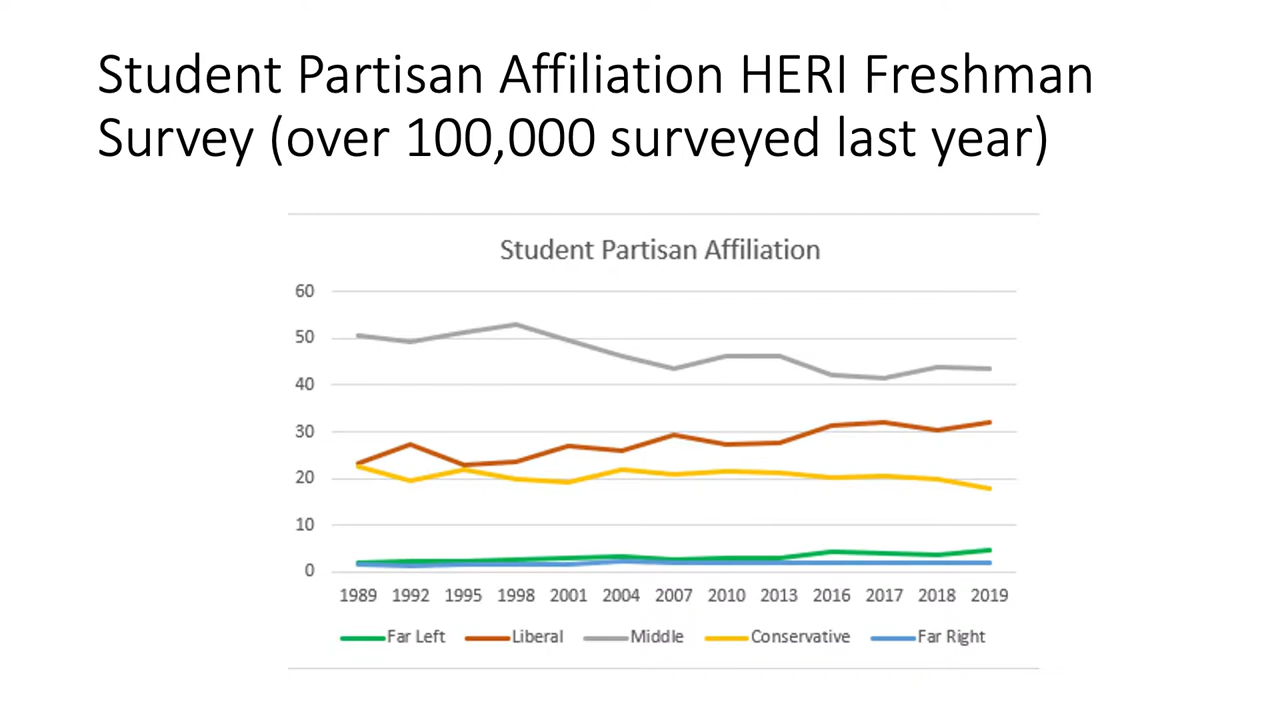 Student Partisan Affiliation HERI Freshman
Survey (over 100,000 surveyed last year)
Student Partisan Affiliation
60
50
40
30
20
10
0
1989 1992 1995 1998 2001 2004 2007 2010 2013 2016 2017 2018 2019
Far Left Liberal Middle Conservative Far Right